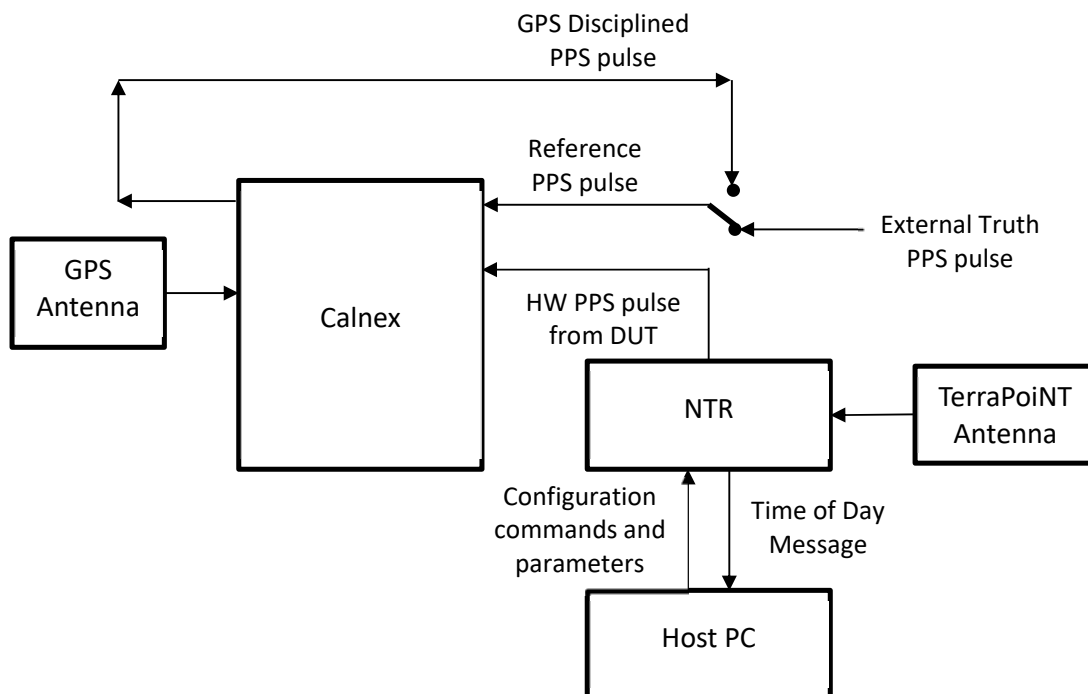 GPS Disciplined
PPS pulse
Reference
PPS pulse
External Truth
PPS pulse
GPS
Antenna
Calnex
HW PPS pulse
from DUT
NTR
TerraPoiNT
Antenna
Configuration
commands and
parameters
Time of Day
Message
Host PC